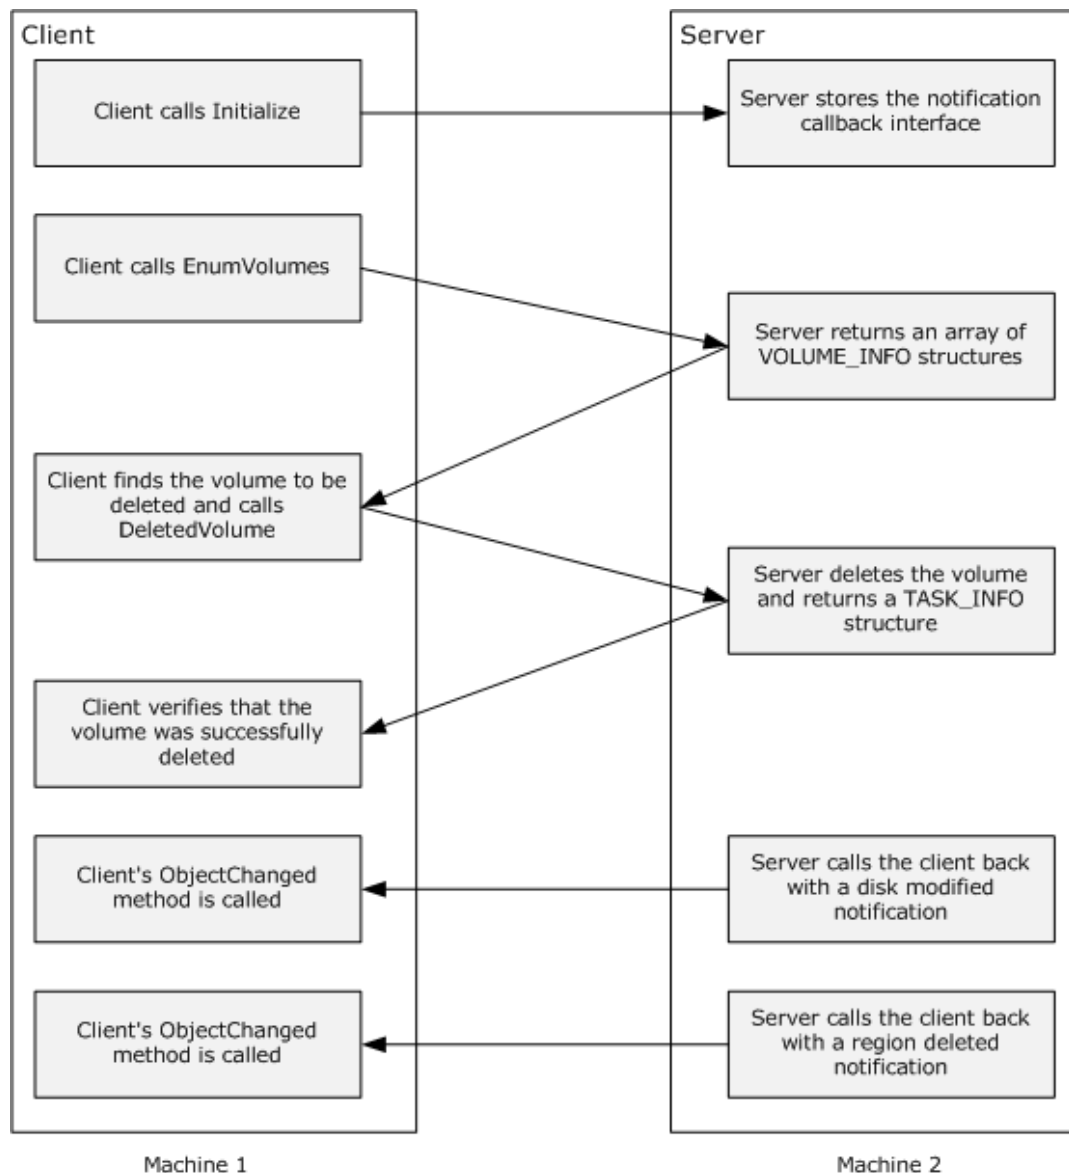 Client
Server
Client calls Initialize
Server stores the notification
callback interface
Client calls EnumVolumes
Server returns an array of
VOLUME_INFO structures
Client finds the volume to be
deleted and calls
DeletedVolume
Server deletes the volume
and returns a TASK_INFO
structure
Client verifies that the
volume was successfully
deleted
Client's ObjectChanged
method is called
Server calls the client back
with a disk modified
notification
Client's ObjectChanged
method is called
Server calls the client back
with a region deleted
notification
Machine 1
Machine 2